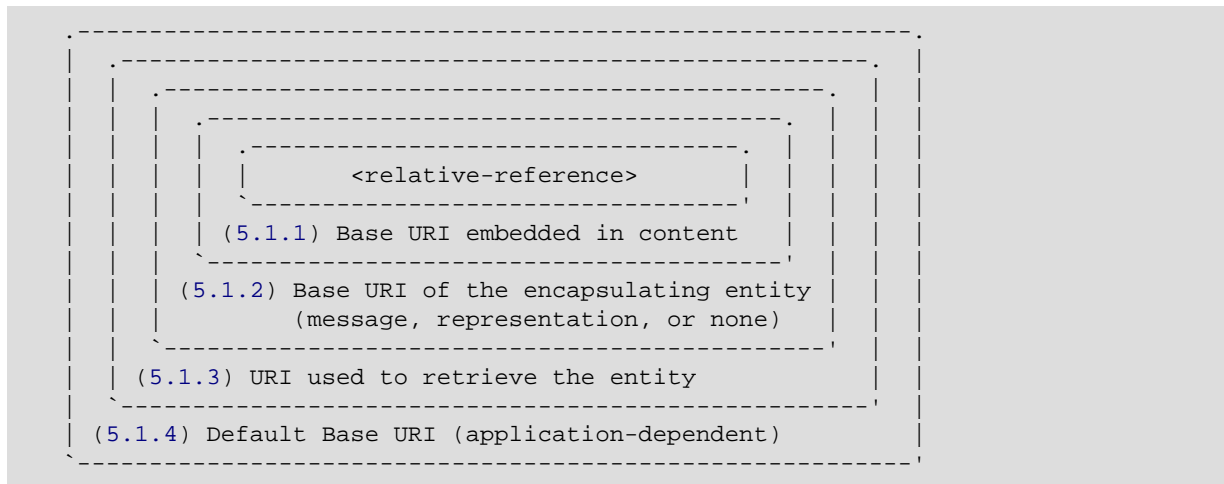 <relative-reference>
(5.1.1) Base URI embedded in content
(5.1.2) Base URI of the encapsulating entity
(message, representation, or none)
(5.1.3) URI used to retrieve the entity
(5.1.4) Default Base URI (application-dependent)